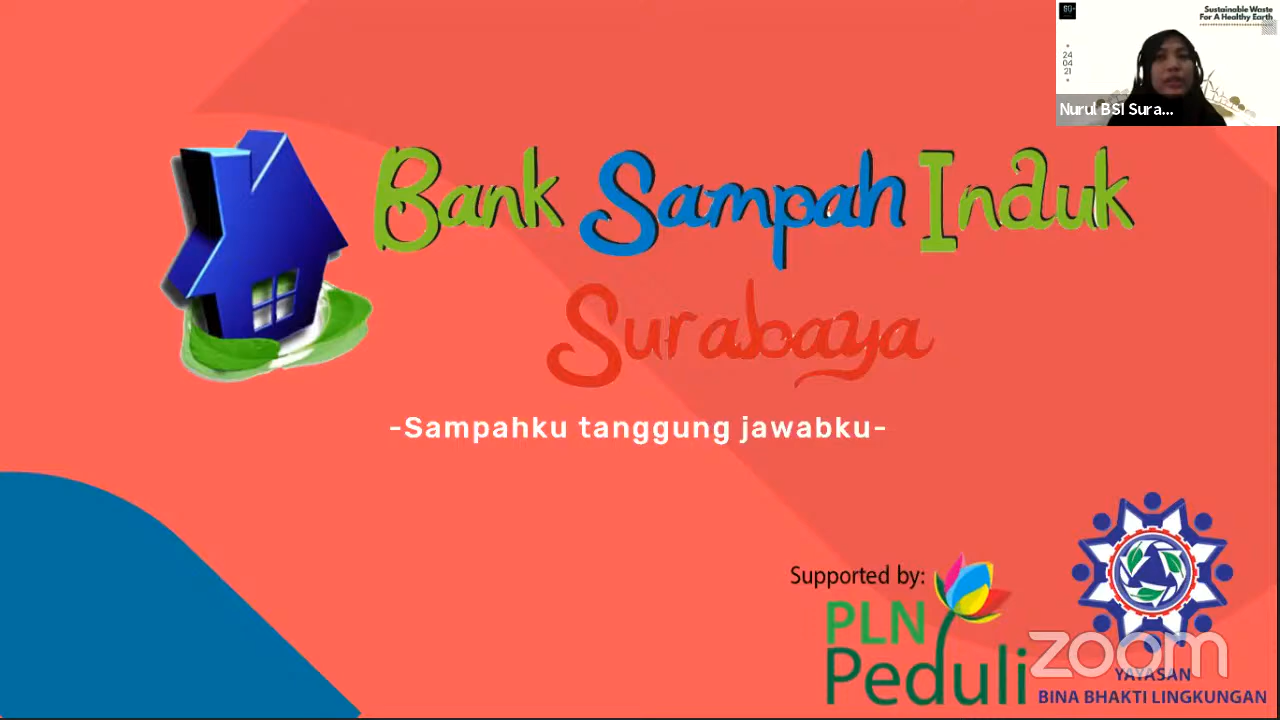 Sustainable Waste
For A Healthy Earth
24
04
21
Nurul BSI Sura...
Bank Sampah Induk
Surabaya
-Sampahku tanggung jawabku-
Supported by:
PLN
Peduli
zoom
YAYASAN
BINA BHAKTI LINGKUNGAN